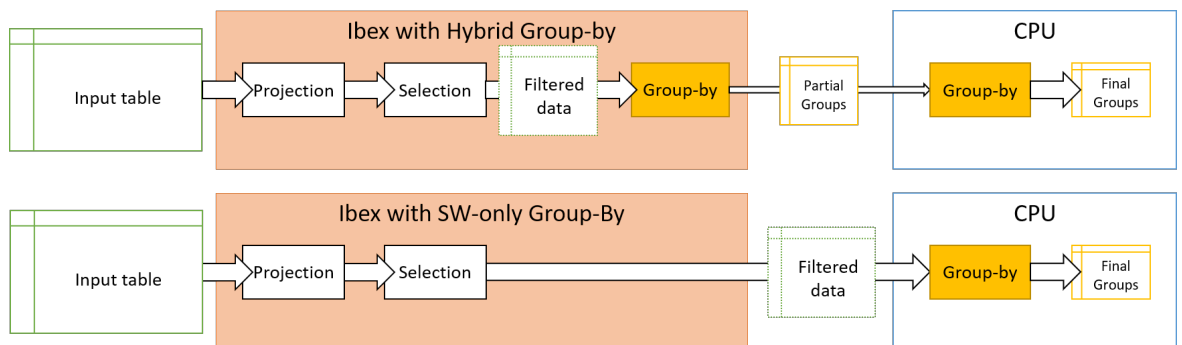 Ibex with Hybrid Group-by
CPU
Input table
Projection
Selection
Filtered
data
Group-by
Partial
Groups
Group-by
Final
Groups
Ibex with SW-only Group-By
CPU
Input table
Projection
Selection
Filtered
data
Group-by
Final
Groups